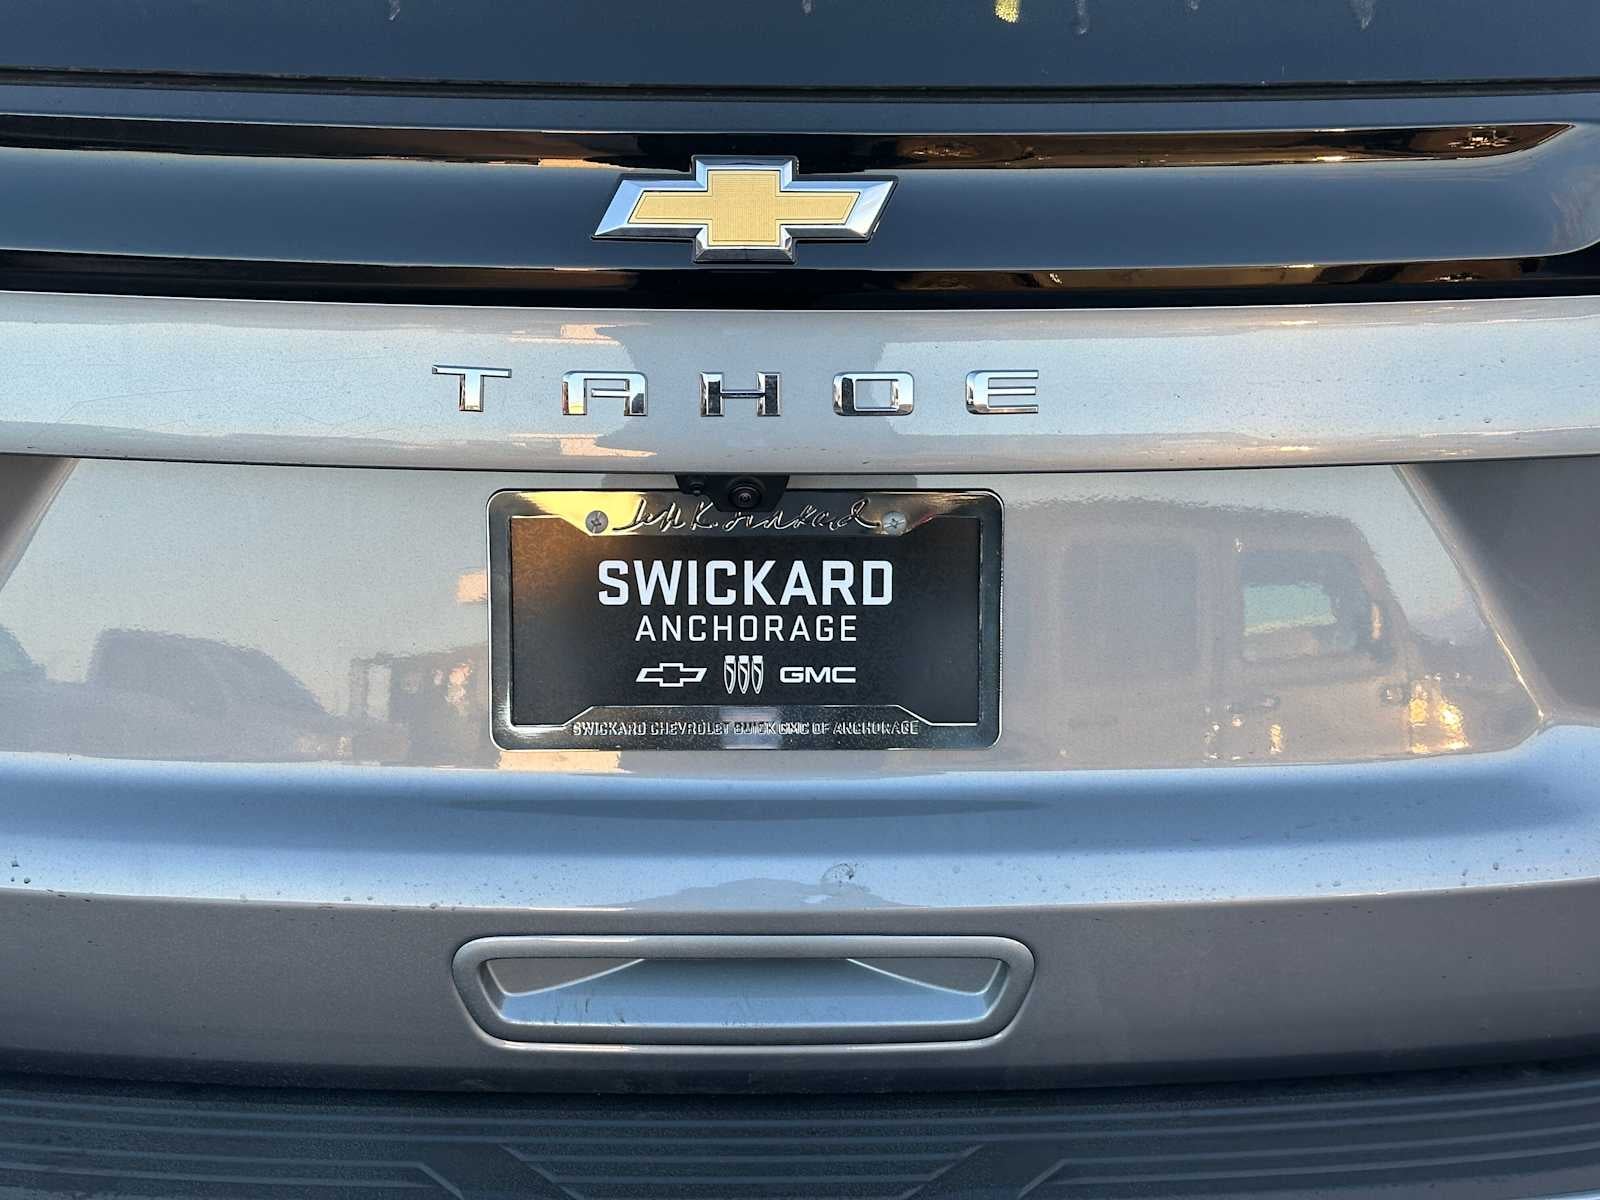 TAHOE
SWICKARD
ANCHORAGE
GMC
SWICKARD CHEVROLET BUICK GMC OF ANCHORAGE